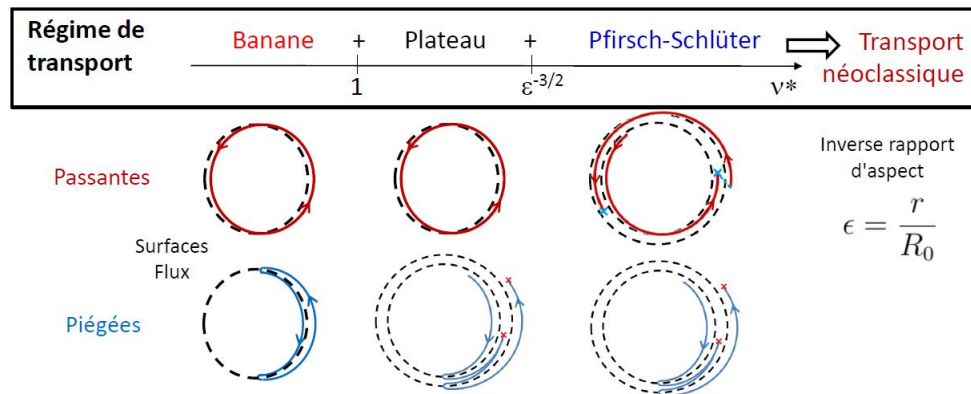 Régime de transport
Banane + Plateau + Pfirsch-Schlüter
Transport néoclassique
1 ε^-3/2 ν*
Passantes
Inverse rapport d'aspect
ϵ = r / R₀
Surfaces Flux
Piégées